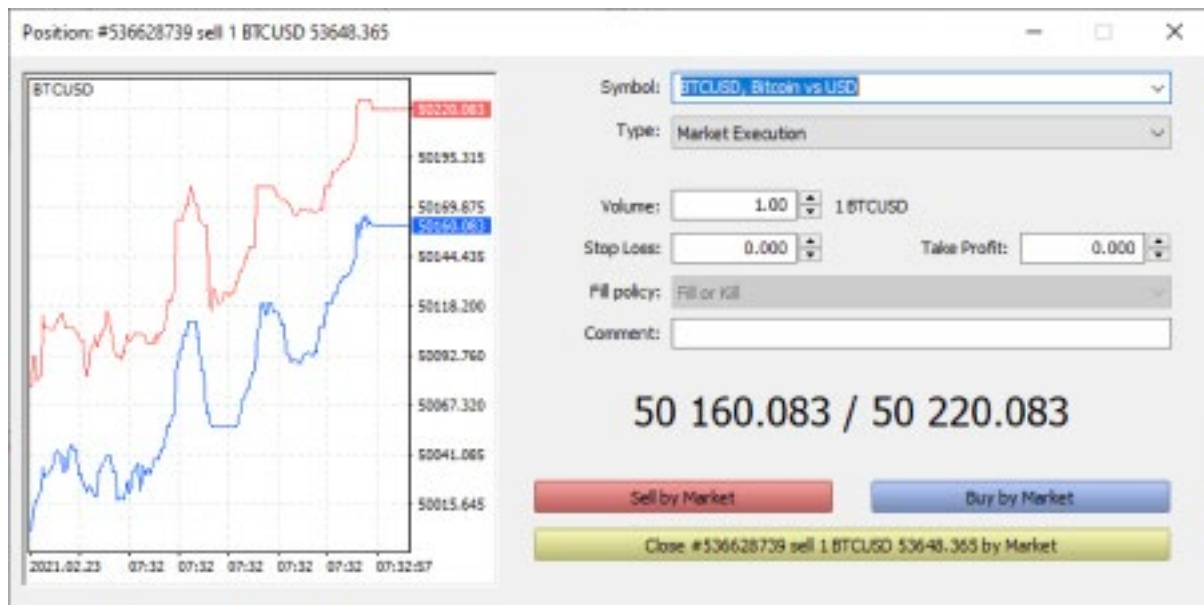 Position: #536628739 sell 1 BTCUSD 53648.365
BTCUSD
50220.083
50195.315
50169.875
50160.083
50144.435
50118.200
50092.760
50067.320
50041.085
50015.645
2021.02.23 07:32 07:32 07:32 07:32 07:32 07:32:57
Symbol: BTCUSD, Bitcoin vs USD
Type: Market Execution
Volume: 1.00 1 BTCUSD
Stop Loss: 0.000 Take Profit: 0.000
Fill policy: Fill or Kill
Comment:
50 160.083 / 50 220.083
Sell by Market Buy by Market
Close #536628739 sell 1 BTCUSD 53648.365 by Market